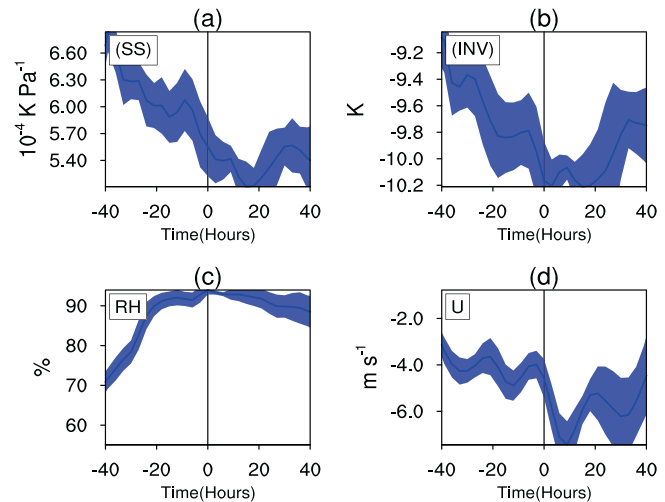 (a)
(SS)
6.60
6.30
6.00
5.70
5.40
10⁻⁴ K Pa⁻¹
-40 -20 0 20 40
Time(Hours)
(b)
(INV)
-9.2
-9.4
-9.6
-9.8
-10.0
-10.2
K
-40 -20 0 20 40
Time(Hours)
(c)
RH
90
80
70
60
%
-40 -20 0 20 40
Time(Hours)
(d)
U
-2.0
-4.0
-6.0
m s⁻¹
-40 -20 0 20 40
Time(Hours)